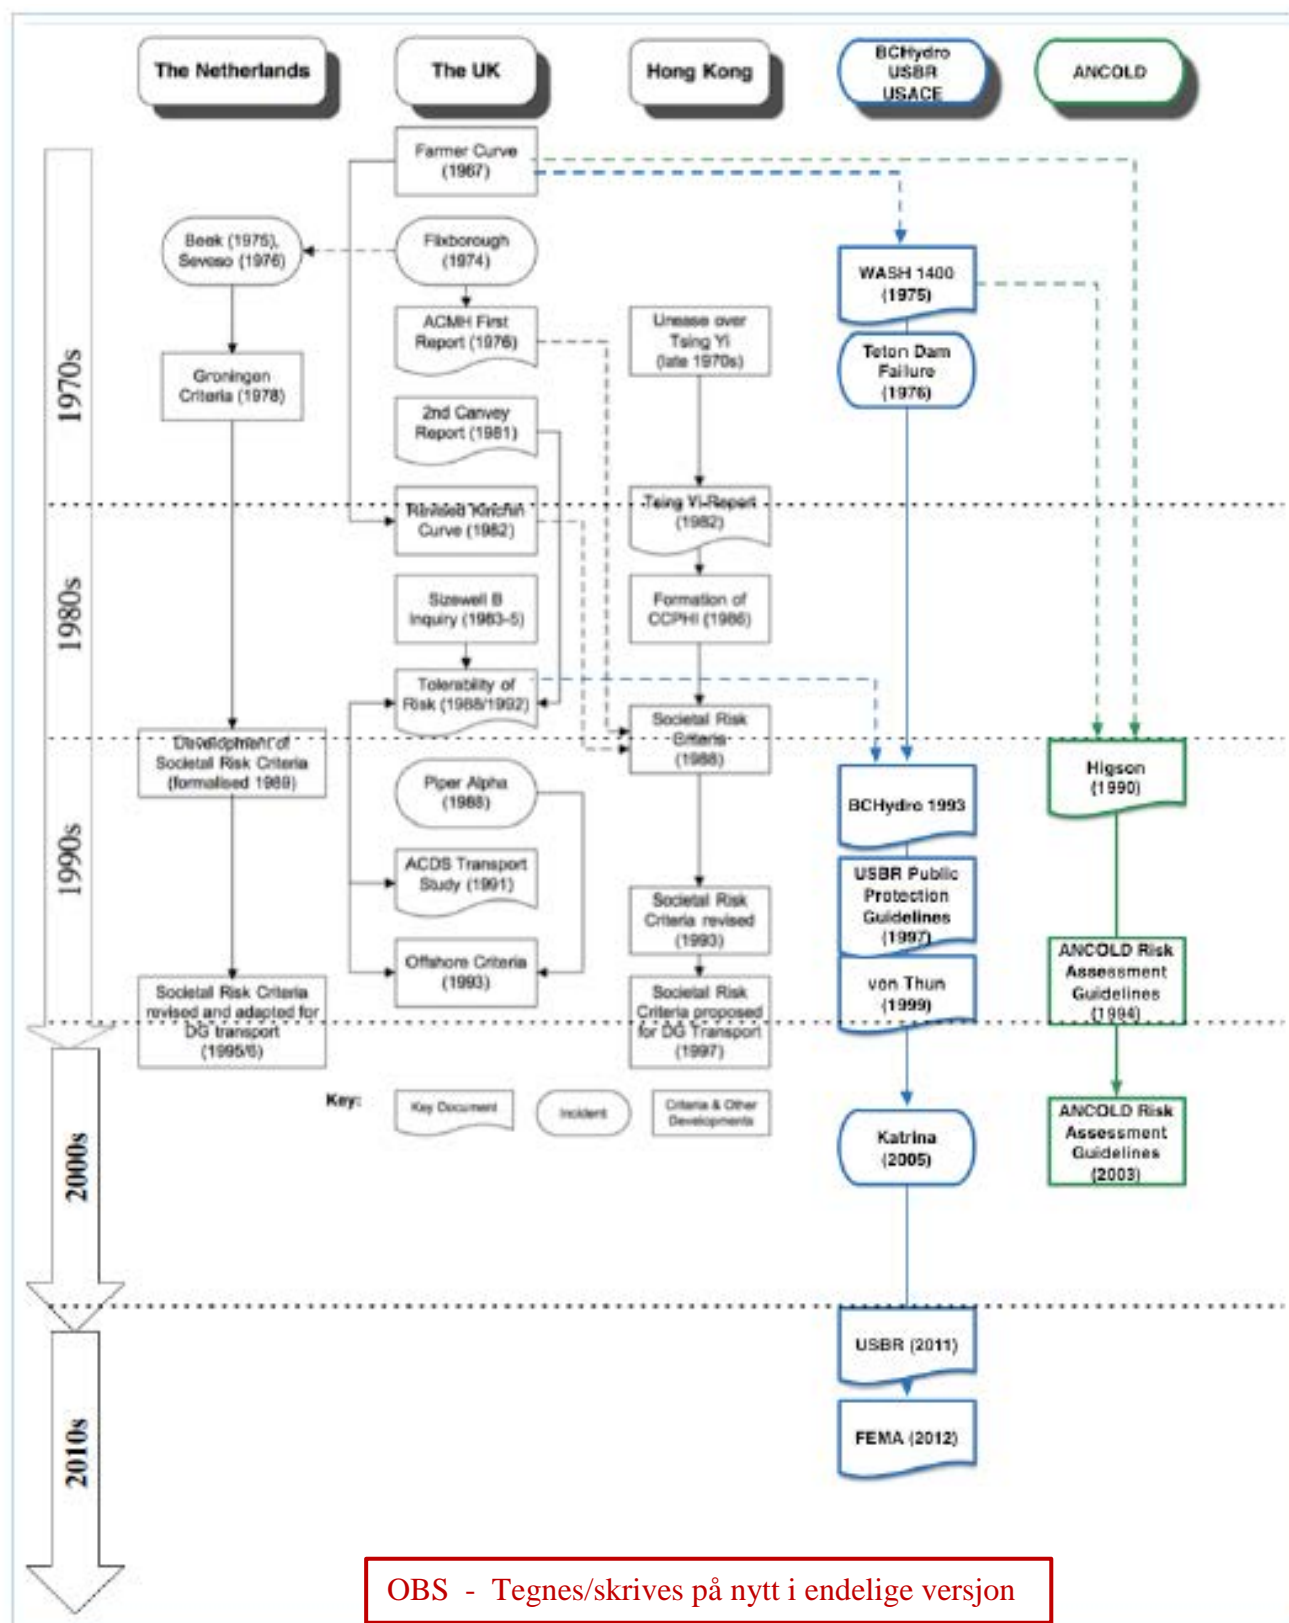 The Netherlands
The UK
Hong Kong
BCHydro
USBR
USACE
ANCOLD
1970s
1980s
1990s
2000s
2010s
Beek (1975),
Seveso (1976)
Groningen
Criteria (1978)
Development of
Societal Risk Criteria
(formalised 1989)
Societal Risk Criteria
revised and adapted for
DG transport
(1995/6)
Farmer Curve
(1967)
Flixborough
(1974)
ACMH First
Report (1976)
2nd Canvey
Report (1981)
Revised Kinchin
Curve (1982)
Sizewell B
Inquiry (1983-5)
Tolerability of
Risk (1988/1992)
Piper Alpha
(1988)
ACDS Transport
Study (1991)
Offshore Criteria
(1993)
Unease over
Tsing Yi
(late 1970s)
Tsing Yi Report
(1982)
Formation of
CCPHI (1986)
Societal Risk
Criteria
(1988)
Societal Risk
Criteria revised
(1993)
Societal Risk
Criteria proposed
for DG Transport
(1997)
WASH 1400
(1975)
Teton Dam
Failure
(1976)
BCHydro 1993
USBR Public
Protection
Guidelines
(1997)
von Thun
(1999)
Katrina
(2005)
USBR (2011)
FEMA (2012)
Higson
(1990)
ANCOLD Risk
Assessment
Guidelines
(1994)
ANCOLD Risk
Assessment
Guidelines
(2003)
Key:
Key Document
Incident
Criteria & Other
Developments
OBS - Tegnes/skrives på nytt i endelige versjon